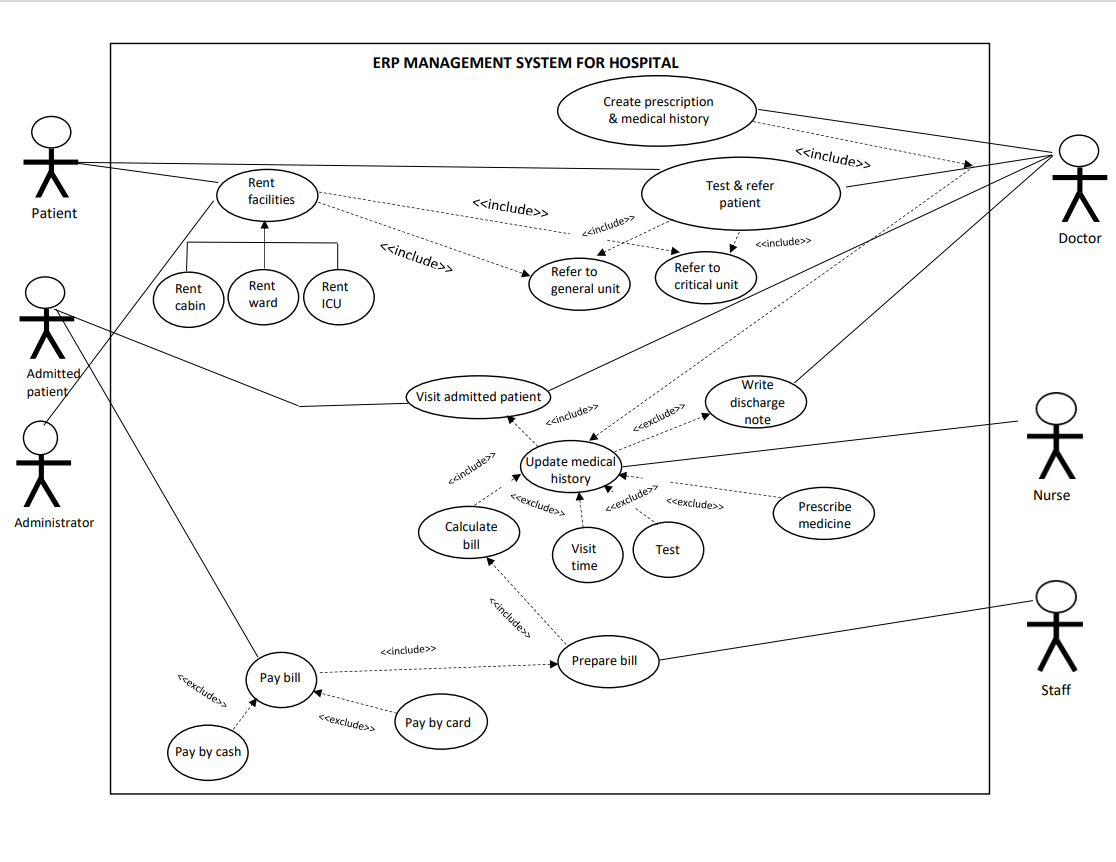 ERP MANAGEMENT SYSTEM FOR HOSPITAL
Create prescription
& medical history
<<include>>
Patient
Rent
facilities
Test & refer
patient
Doctor
<<include>>
<<include>>
<<include>>
<<include>>
Rent
cabin
Rent
ward
Rent
ICU
Refer to
general unit
Refer to
critical unit
Admitted
patient
Visit admitted patient
Write
discharge
note
<<include>>
<<exclude>>
Administrator
Update medical
history
Nurse
<<include>>
<<exclude>>
<<exclude>>
<<exclude>>
Prescribe
medicine
Calculate
bill
Visit
time
Test
<<include>>
Prepare bill
Staff
<<include>>
Pay bill
<<exclude>>
<<exclude>>
Pay by card
Pay by cash